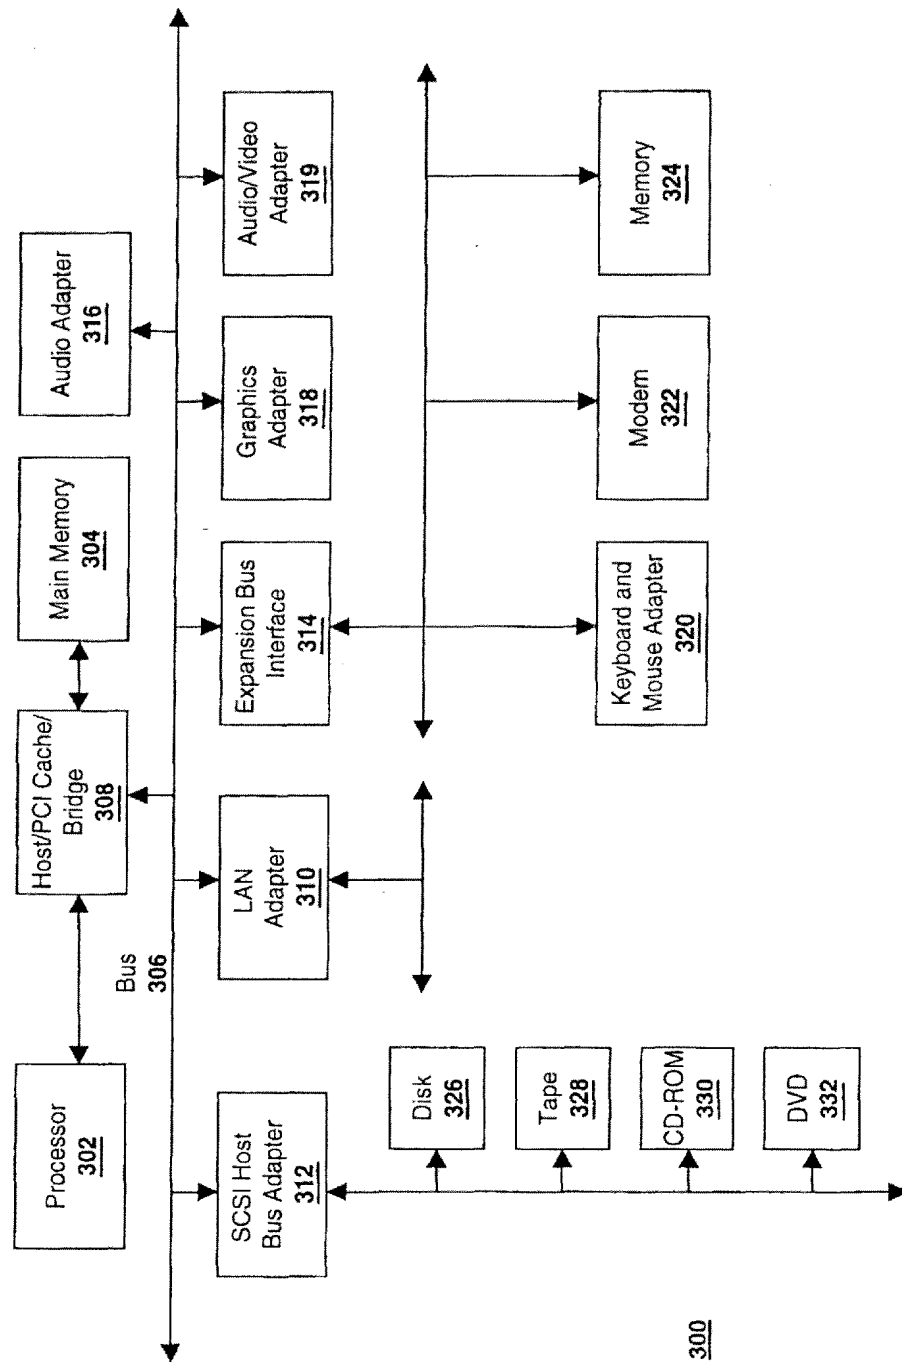 Processor
302
Host/PCI Cache/
Bridge
308
Main Memory
304
Audio Adapter
316
Bus
306
SCSI Host
Bus Adapter
312
LAN
Adapter
310
Expansion Bus
Interface
314
Graphics
Adapter
318
Audio/Video
Adapter
319
Disk
326
Tape
328
CD-ROM
330
DVD
332
Keyboard and
Mouse Adapter
320
Modem
322
Memory
324
300